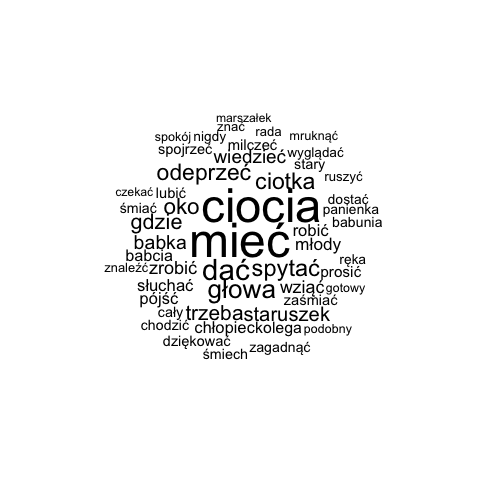 marszałek
znać rada
spokój nigdy mruknąć
spojrzeć milczeć
wiedzieć wyglądać
odeprzeć stary
ciotka ruszyć
czekać lubić
śmiać oko ciocia dostać
panienka
gdzie robić babunia
babka mieć młody
babcia
znaleźć zrobić dać spytać ręka
prosić
słuchać głowa wziąć gotowy
pójść zaśmiać
cały trzeba staruszek
chodzić chłopiec kolega podobny
dziękować
śmiech zagadnąć